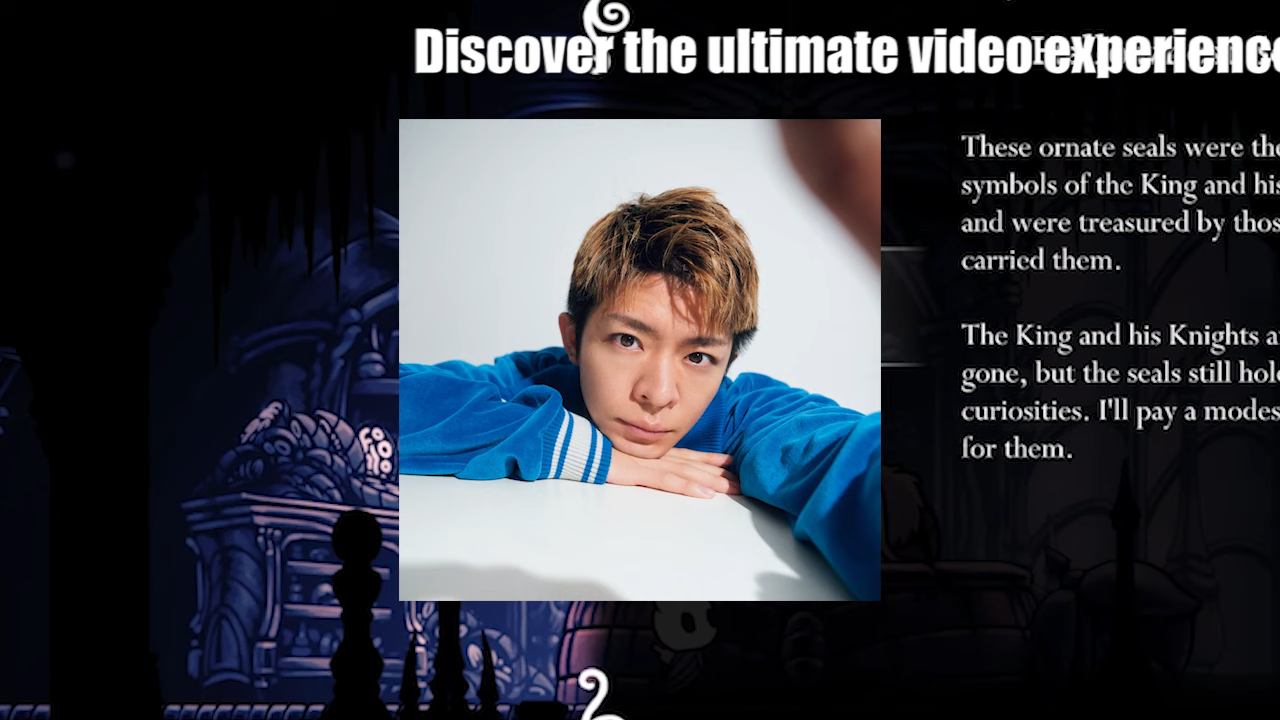 Discover the ultimate video experience
These ornate seals were the
symbols of the King and his
and were treasured by thos
carried them.
The King and his Knights a
gone, but the seals still hol
curiosities. I'll pay a modes
for them.